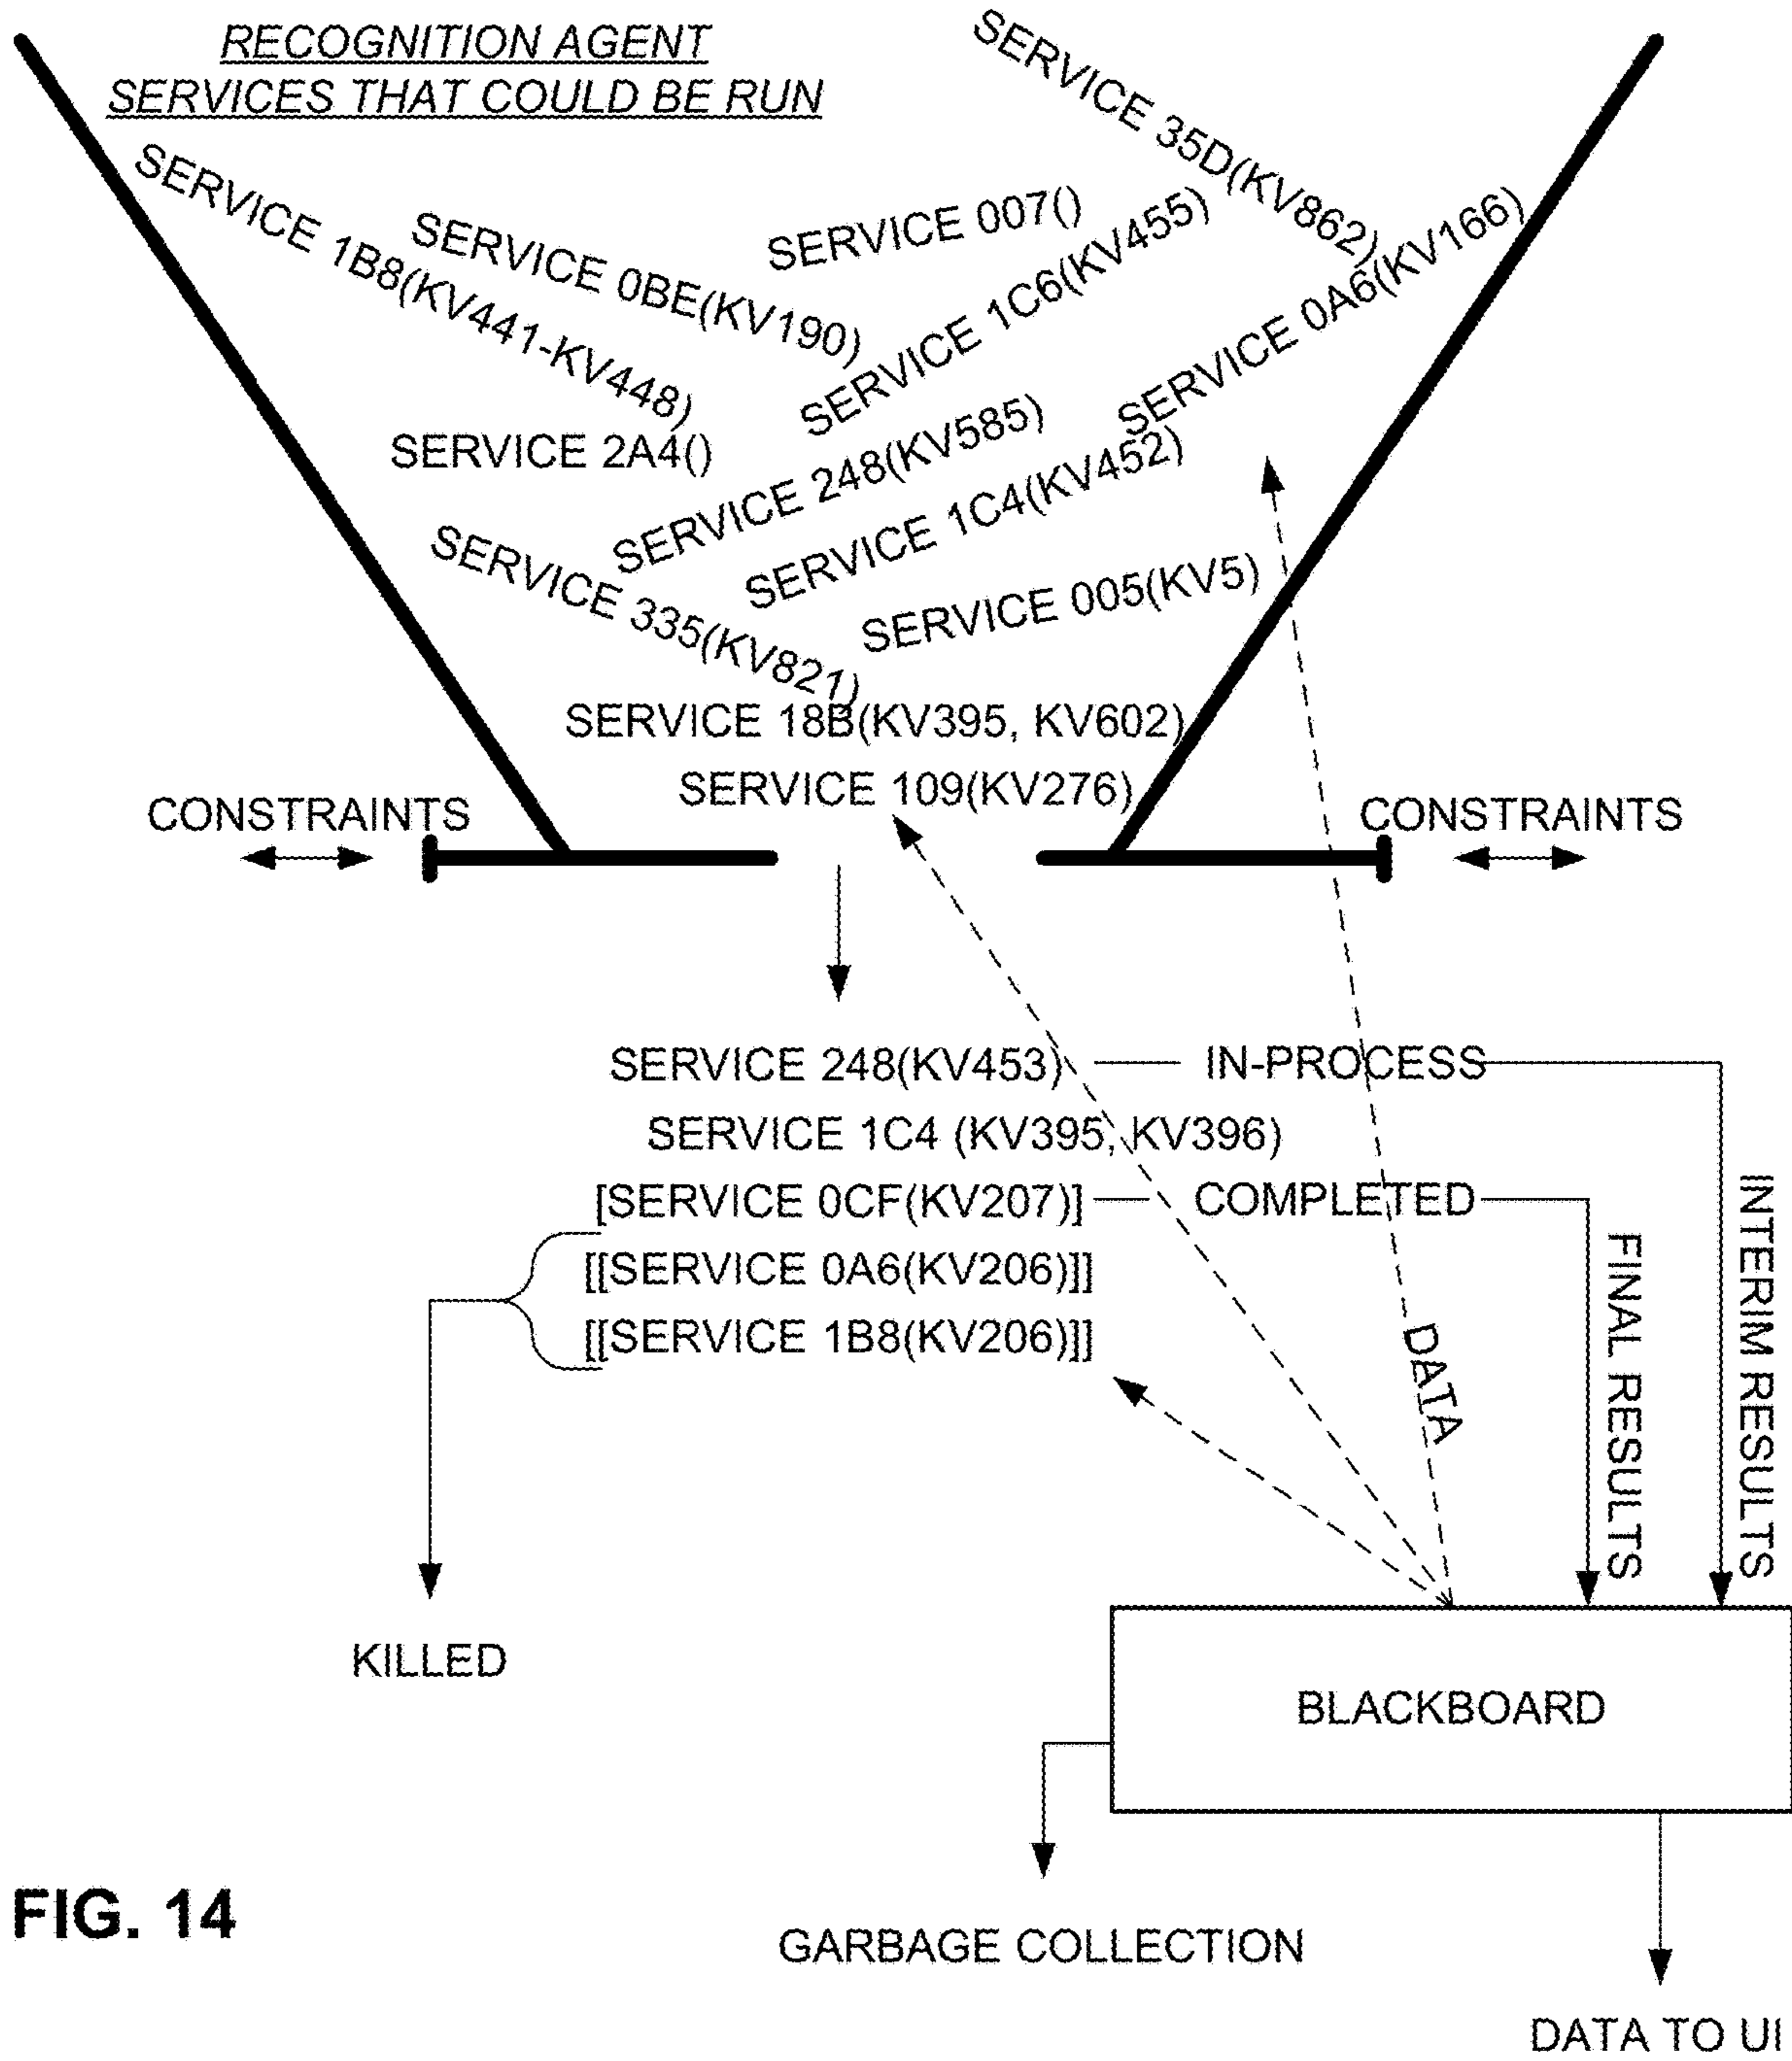 RECOGNITION AGENT
SERVICES THAT COULD BE RUN
SERVICE 35D(KV862)
SERVICE 1B8(KV441-KV448)
SERVICE 0BE(KV190)
SERVICE 007()
SERVICE 1C6(KV455)
SERVICE 0A6(KV166)
SERVICE 2A4()
SERVICE 248(KV585)
SERVICE 1C4(KV452)
SERVICE 335(KV821)
SERVICE 005(KV5)
SERVICE 18B(KV395, KV602)
SERVICE 109(KV276)
CONSTRAINTS
CONSTRAINTS
SERVICE 248(KV453)
IN-PROCESS
SERVICE 1C4 (KV395, KV396)
[SERVICE 0CF(KV207)]
COMPLETED
[[SERVICE 0A6(KV206)]]
[[SERVICE 1B8(KV206)]]
DATA
FINAL RESULTS
INTERIM RESULTS
KILLED
BLACKBOARD
FIG. 14
GARBAGE COLLECTION
DATA TO UI